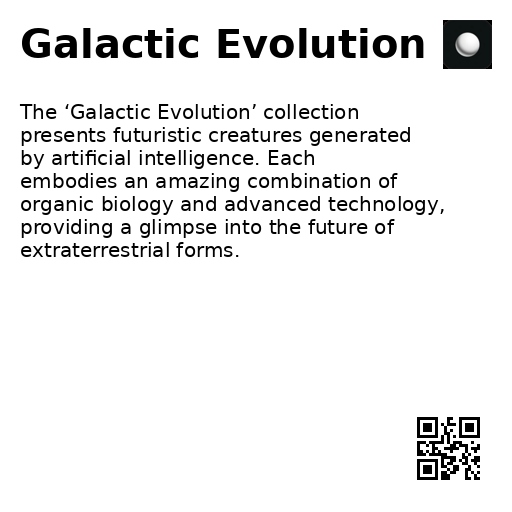 Galactic Evolution
The ‘Galactic Evolution’ collection
presents futuristic creatures generated
by artificial intelligence. Each
embodies an amazing combination of
organic biology and advanced technology,
providing a glimpse into the future of
extraterrestrial forms.